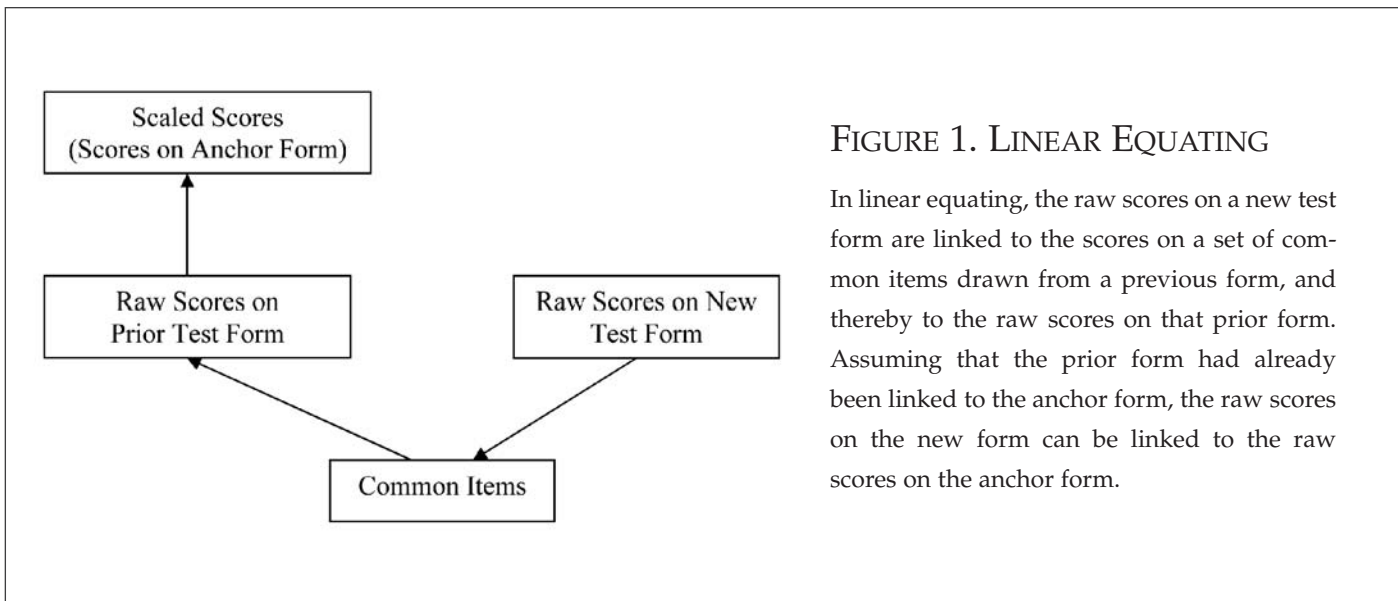 Scaled Scores
(Scores on Anchor Form)
Raw Scores on
Prior Test Form
Raw Scores on New
Test Form
Common Items
FIGURE 1. LINEAR EQUATING
In linear equating, the raw scores on a new test
form are linked to the scores on a set of com-
mon items drawn from a previous form, and
thereby to the raw scores on that prior form.
Assuming that the prior form had already
been linked to the anchor form, the raw scores
on the new form can be linked to the raw
scores on the anchor form.